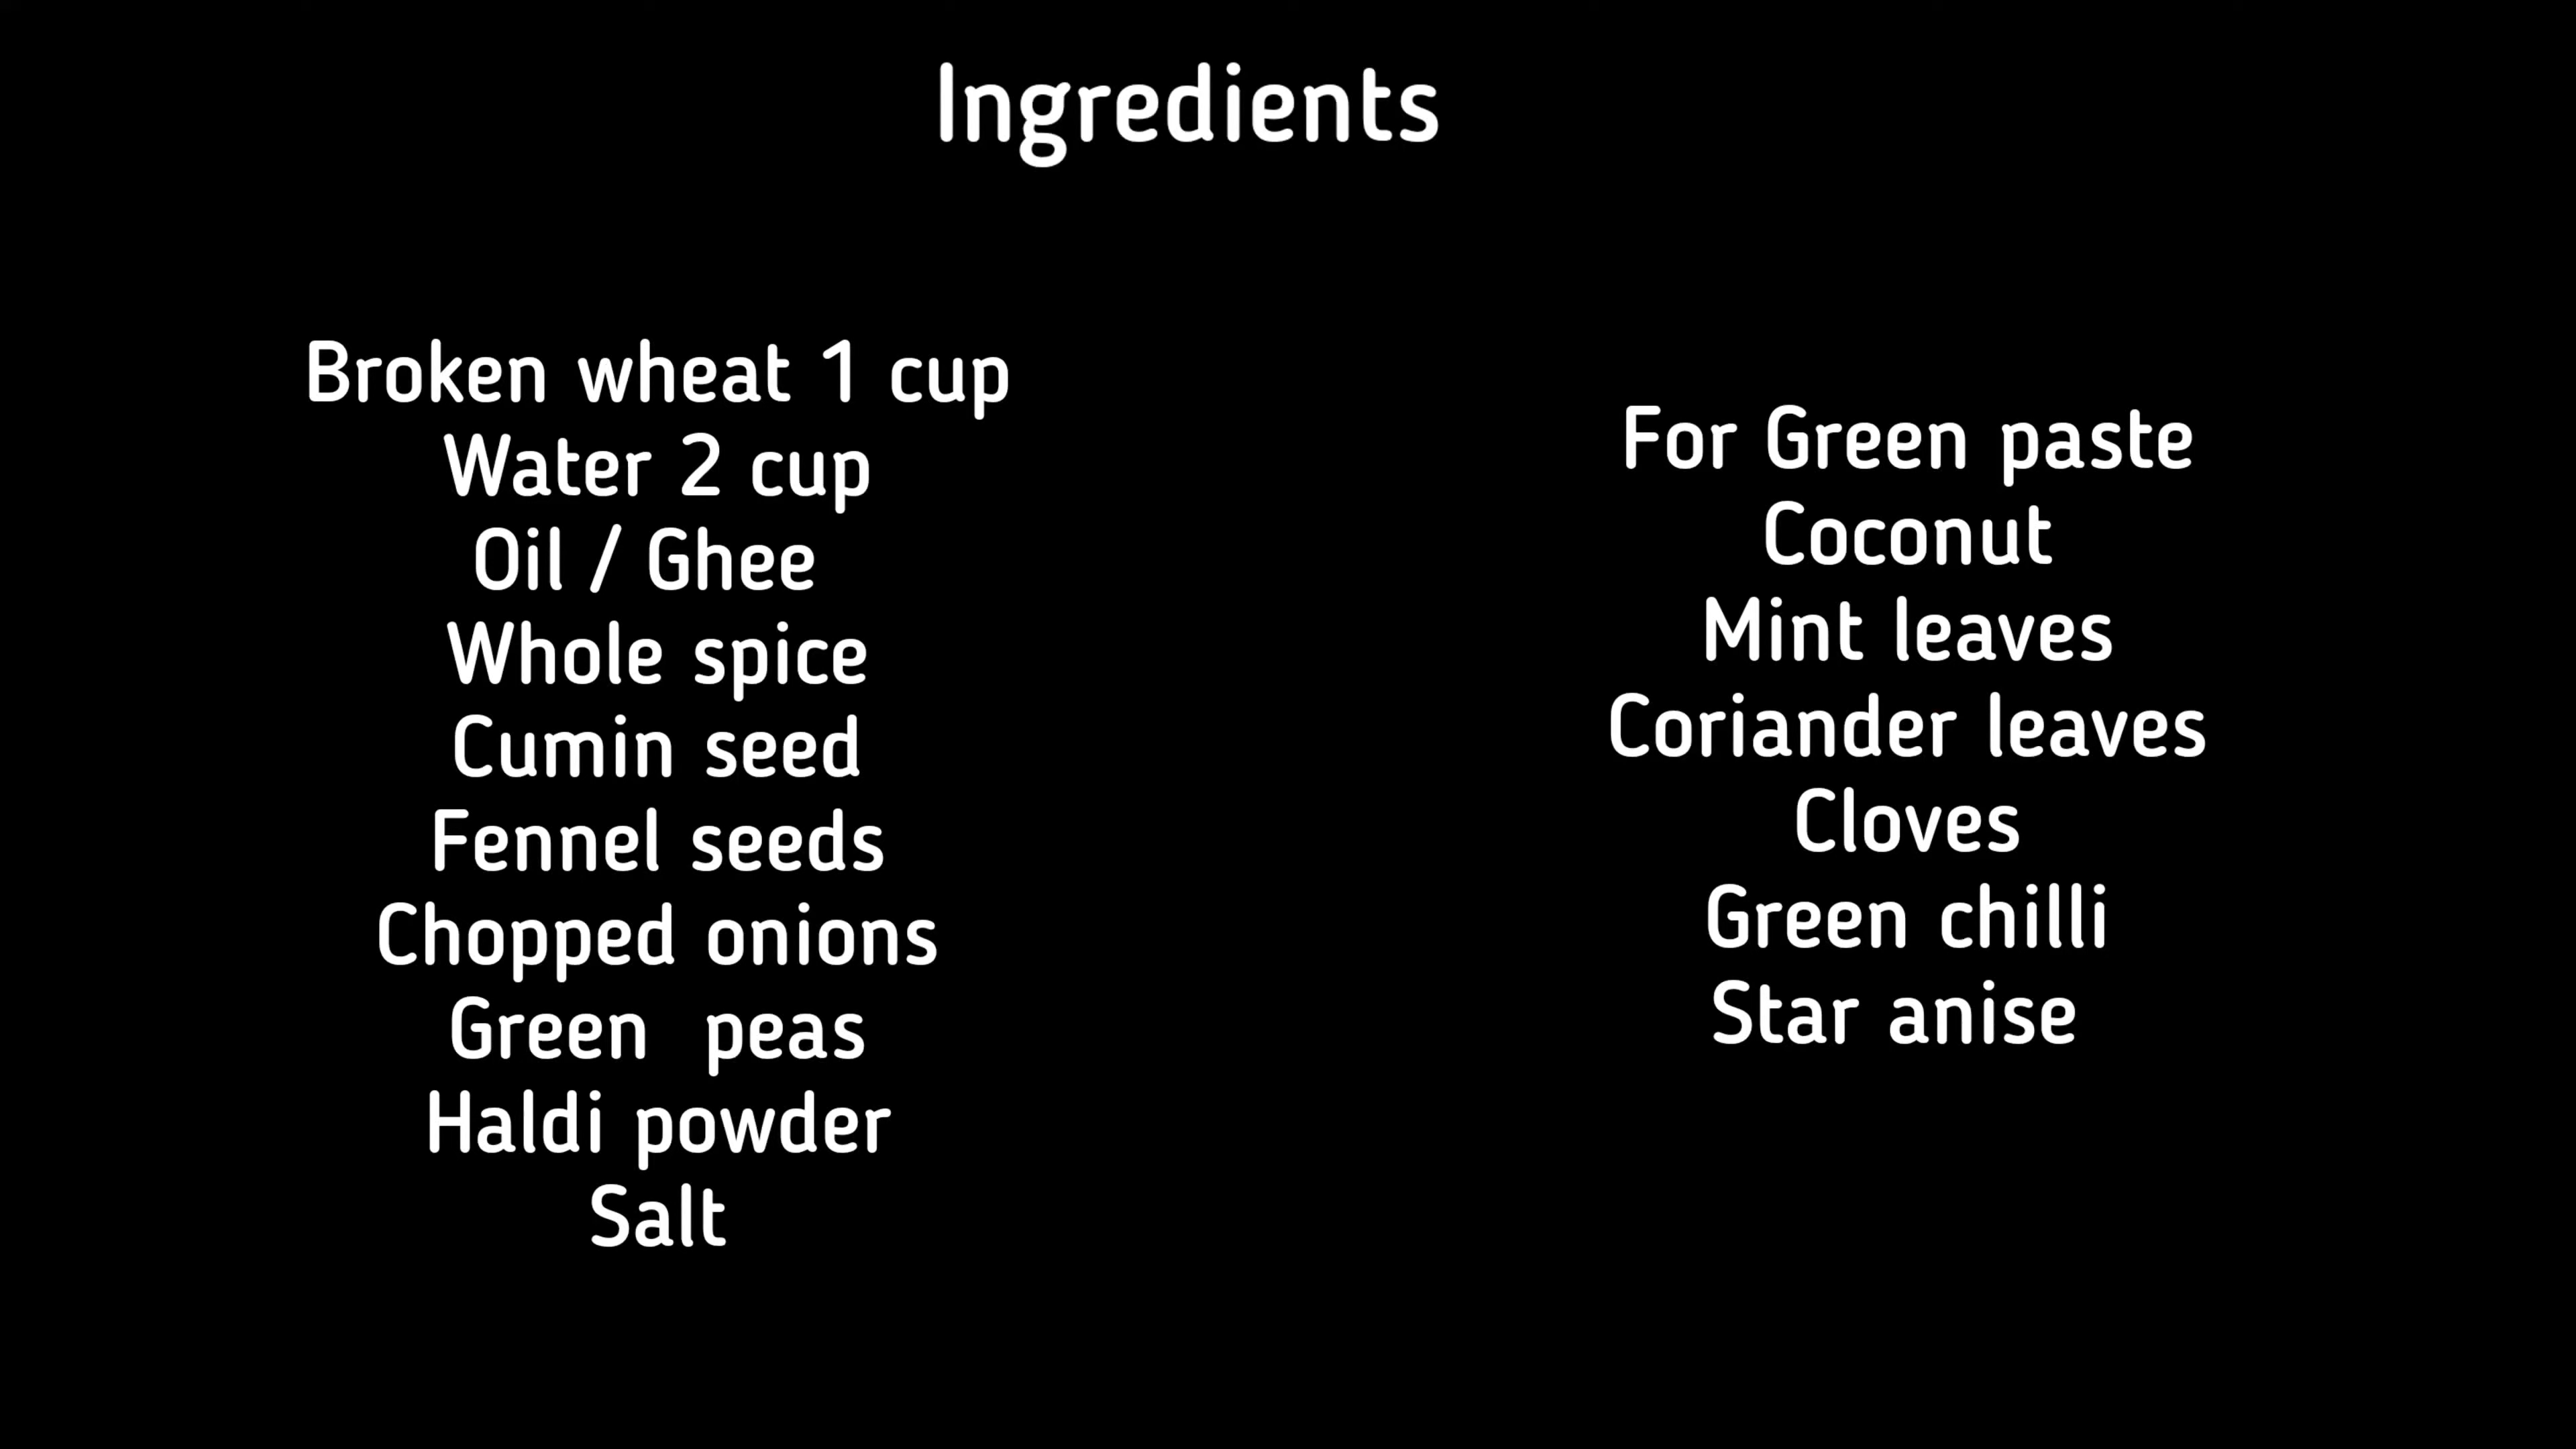 Ingredients
Broken wheat 1 cup
Water 2 cup
Oil / Ghee
Whole spice
Cumin seed
Fennel seeds
Chopped onions
Green  peas
Haldi powder
Salt
For Green paste
Coconut
Mint leaves
Coriander leaves
Cloves
Green chilli
Star anise